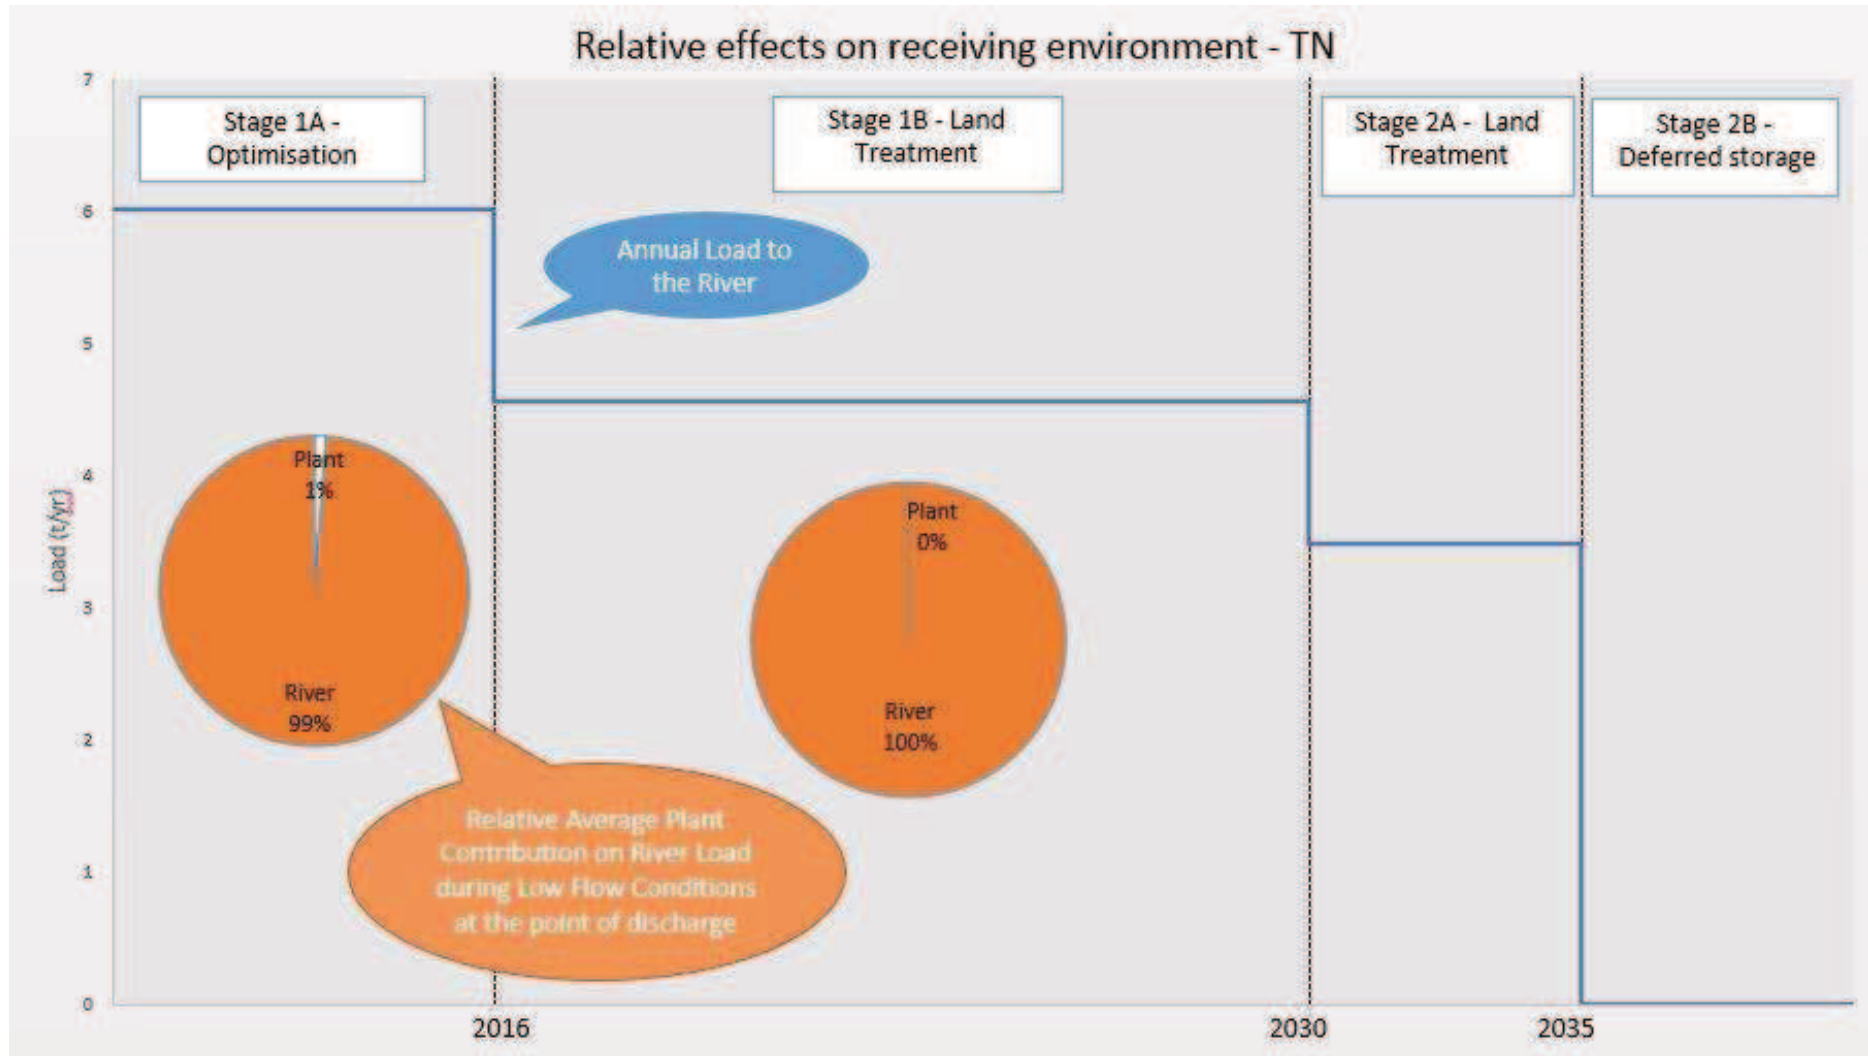 Relative effects on receiving environment - TN
7
6
5
4
3
2
1
0
Load (t/yr)
Stage 1A -
Optimisation
Stage 1B - Land
Treatment
Stage 2A - Land
Treatment
Stage 2B -
Deferred storage
Annual Load to
the River
Plant
1%
River
99%
Plant
0%
River
100%
Relative Average Plant
Contribution on River Load
during Low Flow Conditions
at the point of discharge
2016
2030
2035